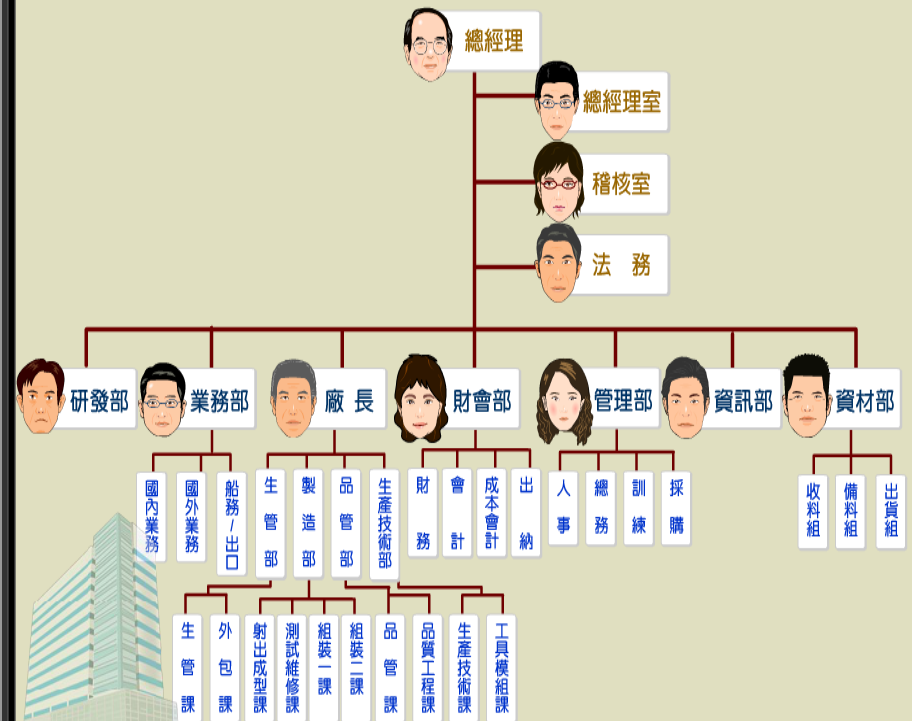 總經理
總經理室
稽核室
法 務
研發部
業務部
廠 長
財會部
管理部
資訊部
資材部
國內業務
國外業務
船務/出口
生管部
製造部
品管部
生產技術部
財務
會計
成本會計
出納
人事
總務
訓練
採購
收料組
備料組
出貨組
生管課
外包課
射出成型課
測試維修課
組裝一課
組裝二課
品管課
品質工程課
生產技術課
工具模組課